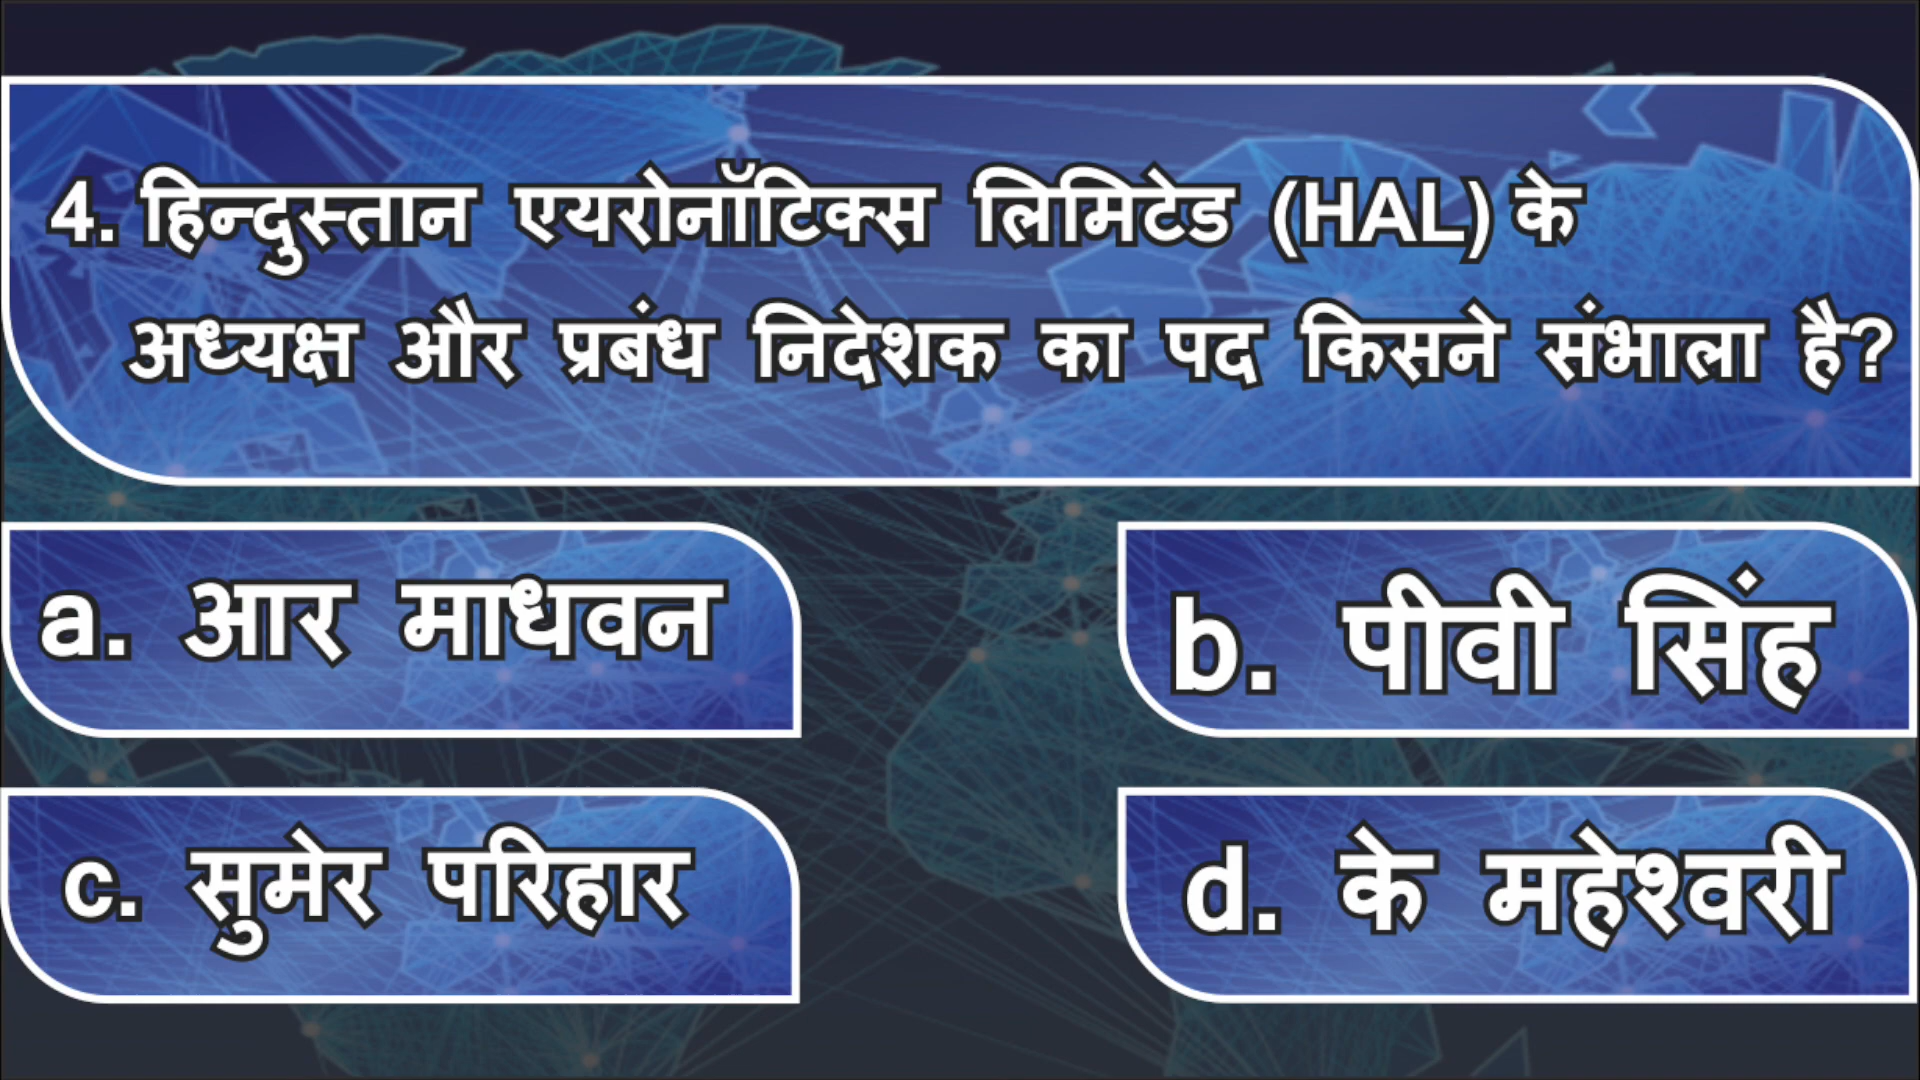 4. हिन्दुस्तान एयरोनॉटिक्स लिमिटेड (HAL) के
अध्यक्ष और प्रबंध निदेशक का पद किसने संभाला है?
a. आर माधवन
b. पीवी सिंह
c. सुमेर परिहार
d. के महेश्वरी